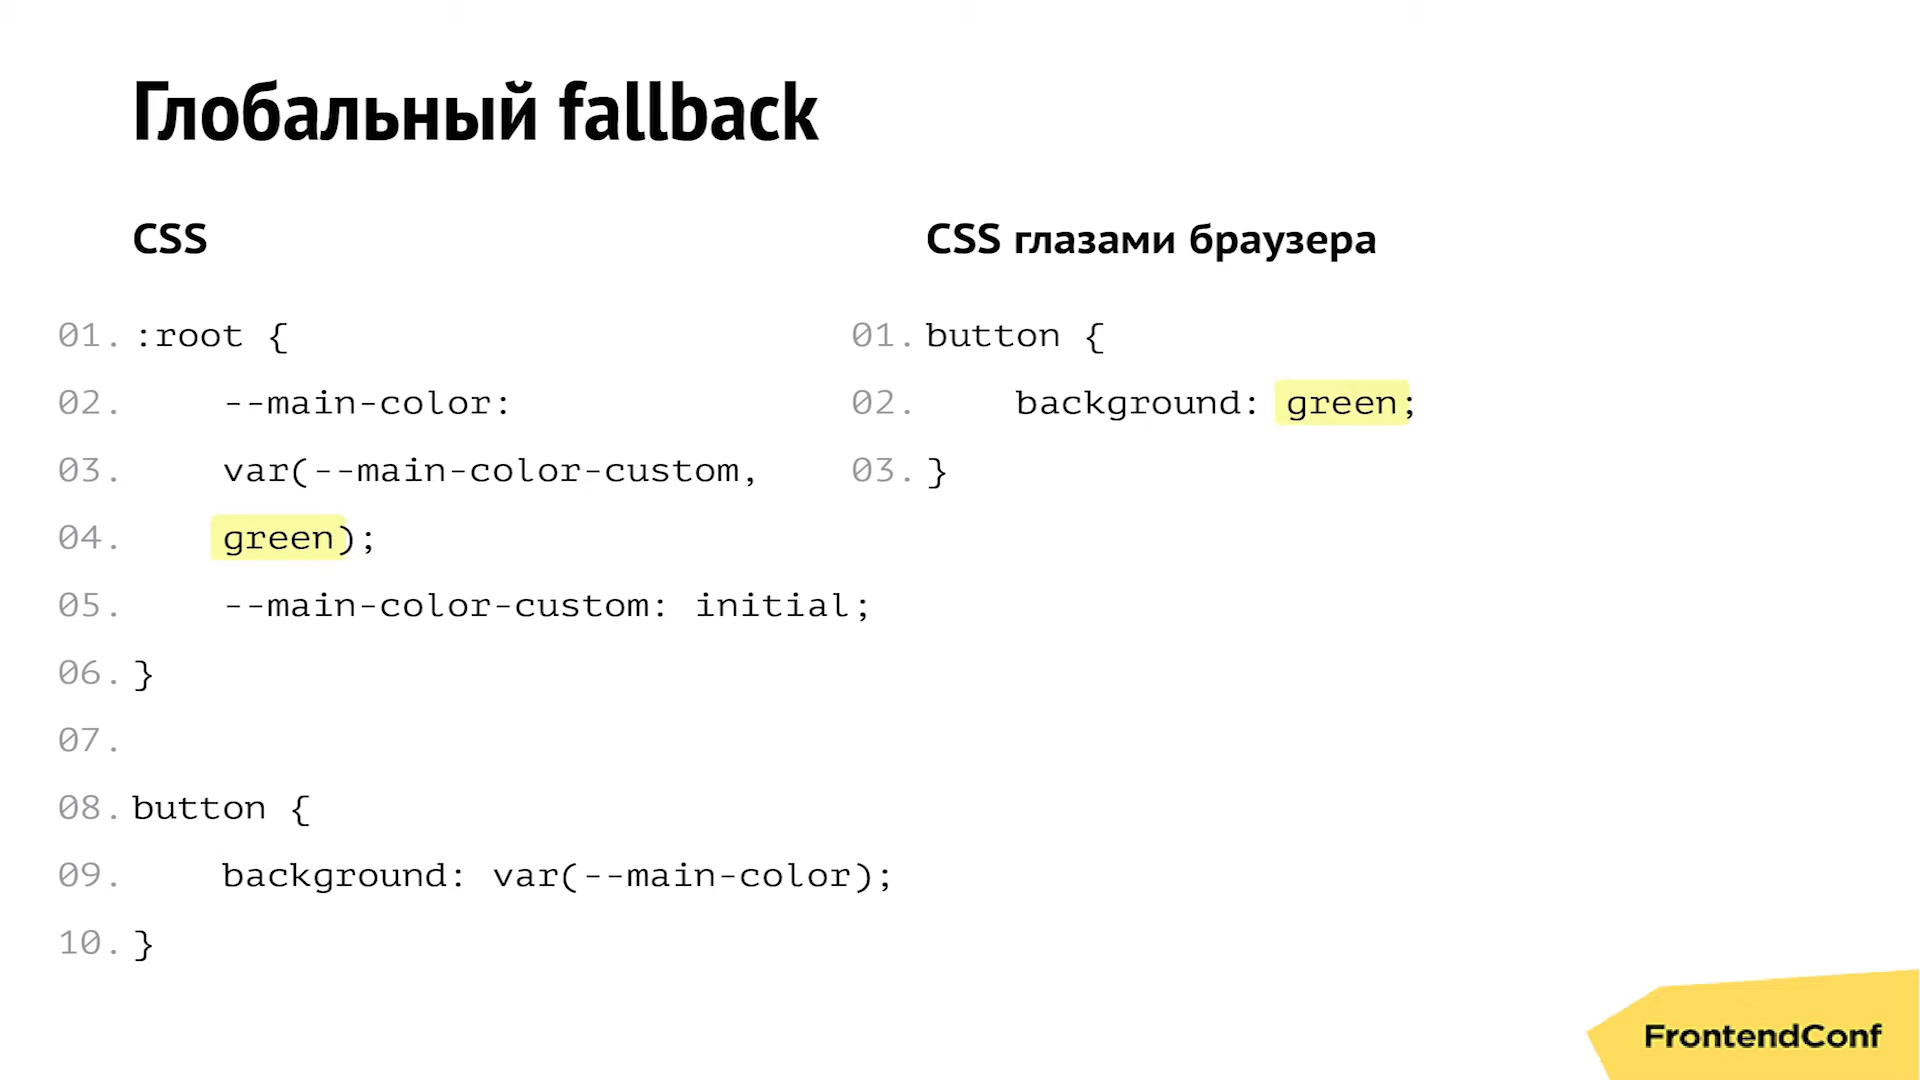 Глобальный fallback
CSS
01. :root {
02. --main-color:
03. var(--main-color-custom,
04. green);
05. --main-color-custom: initial;
06. }
07.
08. button {
09. background: var(--main-color);
10. }
CSS глазами браузера
01. button {
02. background: green;
03. }
FrontendConf